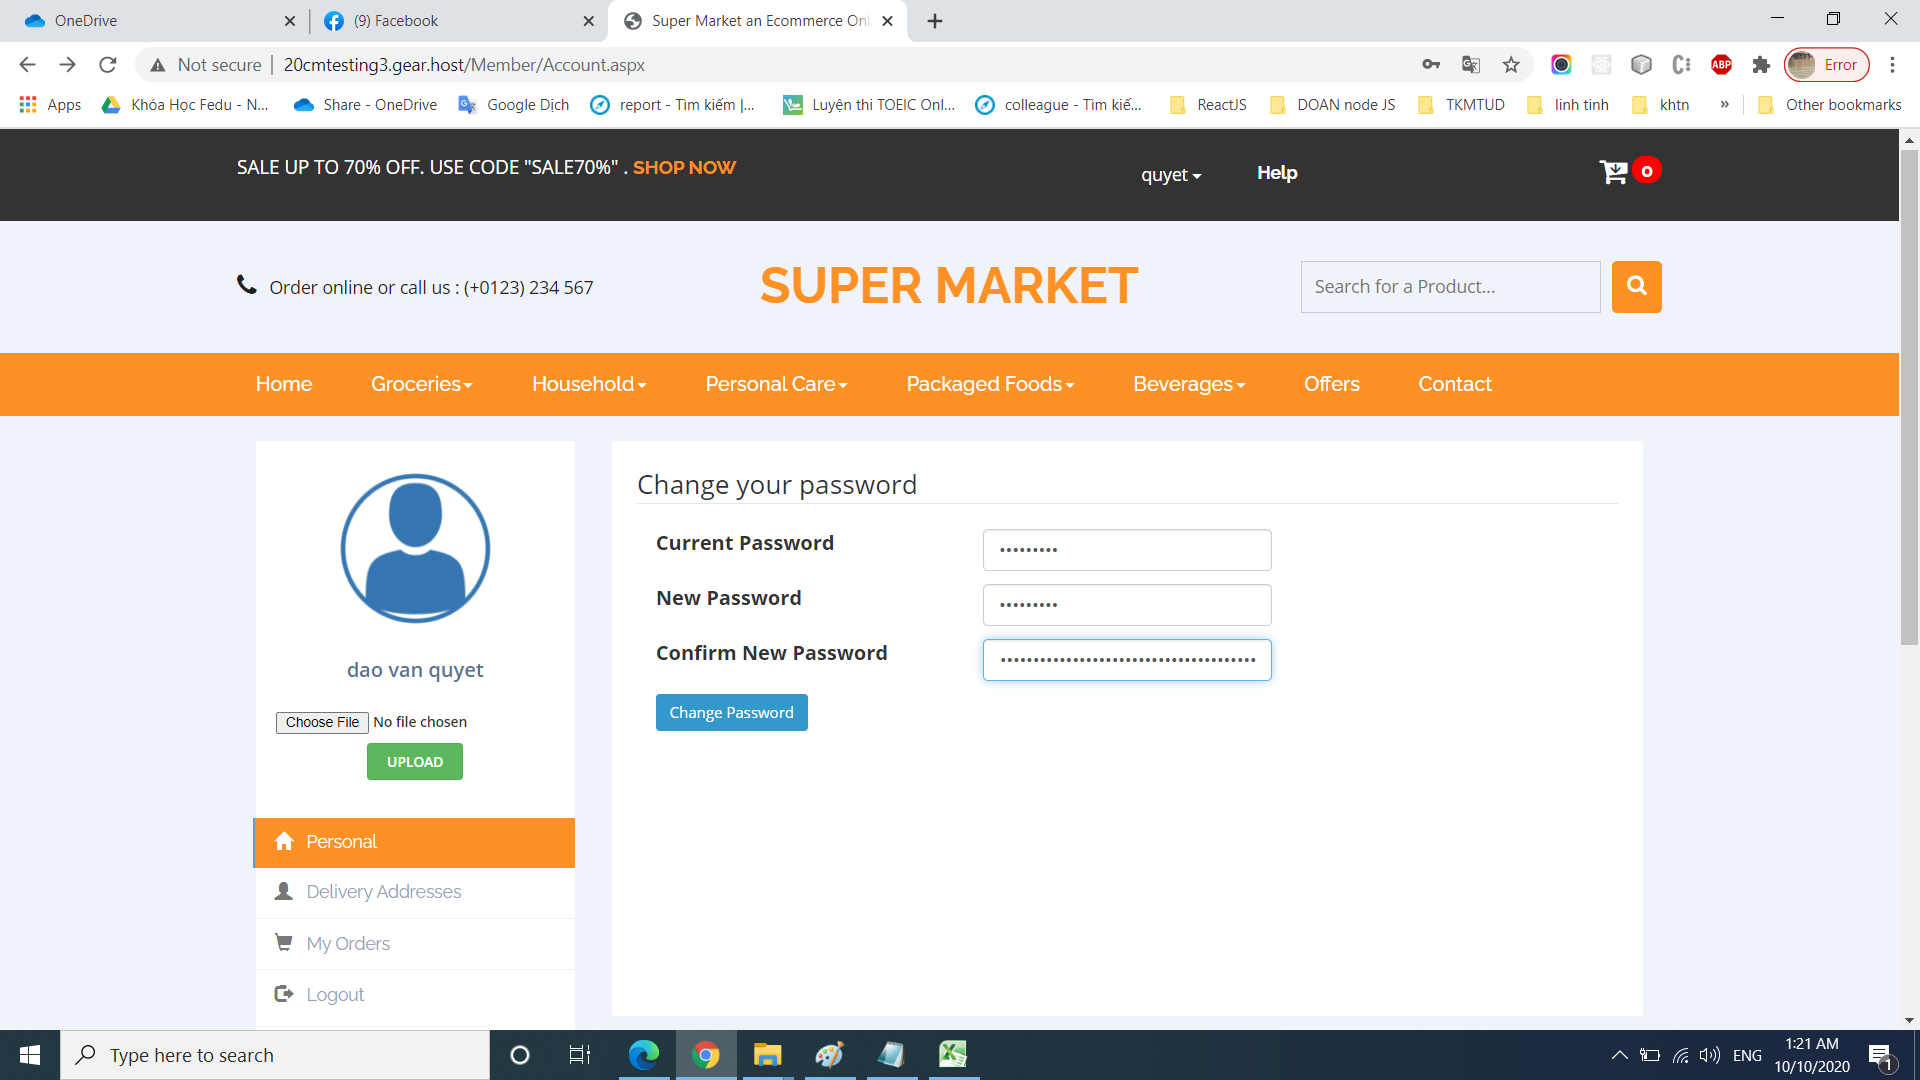 OneDrive
(9) Facebook
Super Market an Ecommerce Onl
Not secure
20cmtesting3.gear.host/Member/Account.aspx
Error
Apps
Khóa Học Fedu - N...
Share - OneDrive
Google Dịch
report - Tìm kiếm |...
Luyện thi TOEIC Onl...
colleague - Tìm kiế...
ReactJS
DOAN node JS
TKMTUD
linh tinh
khtn
»
Other bookmarks
SALE UP TO 70% OFF. USE CODE "SALE70%" . SHOP NOW
quyet
Help
0
Order online or call us : (+0123) 234 567
SUPER MARKET
Search for a Product...
Home
Groceries
Household
Personal Care
Packaged Foods
Beverages
Offers
Contact
dao van quyet
Choose File No file chosen
UPLOAD
Personal
Delivery Addresses
My Orders
Logout
Change your password
Current Password
New Password
Confirm New Password
Change Password
Type here to search
ENG
1:21 AM
10/10/2020
1